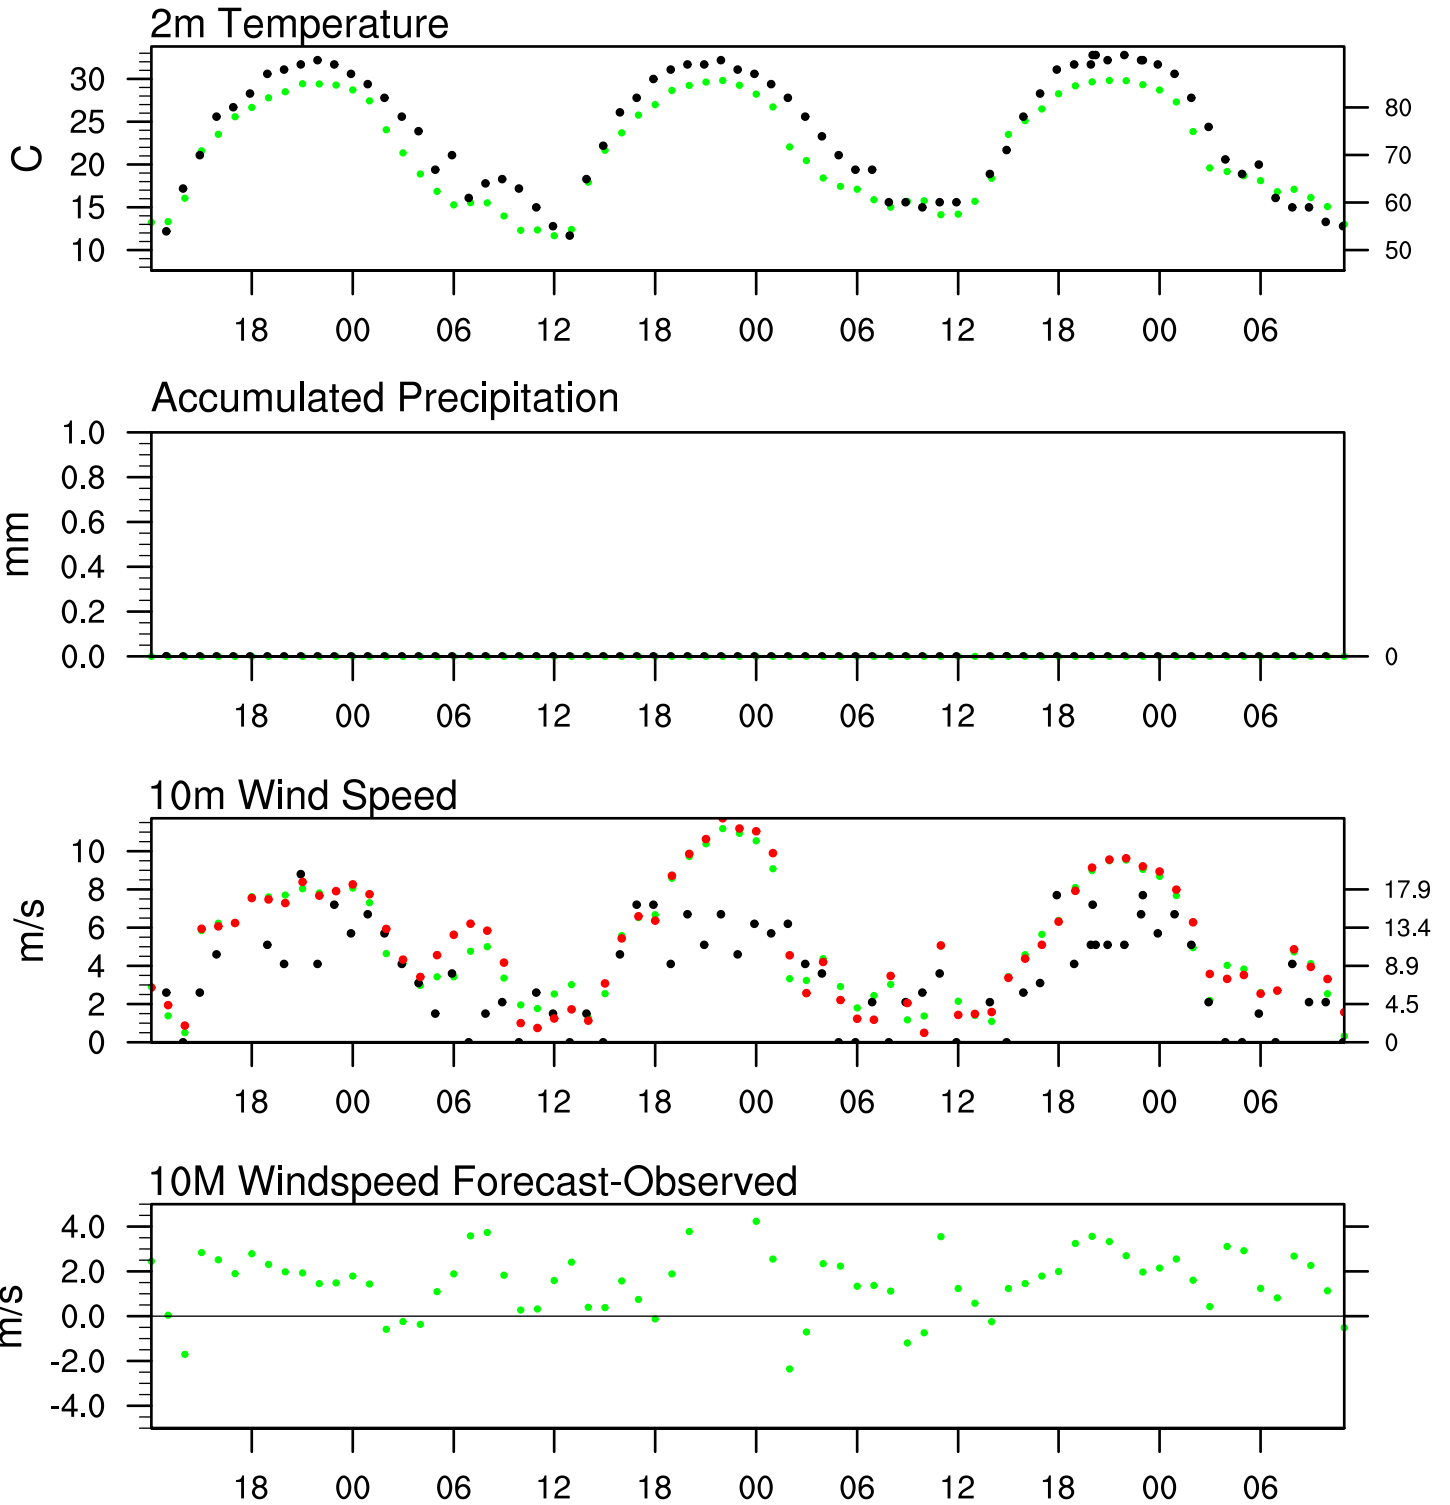 2m Temperature
30
25
20
15
10
C
80
70
60
50
18 00 06 12 18 00 06 12 18 00 06
Accumulated Precipitation
1.0
0.8
0.6
0.4
0.2
0.0
mm
0
18 00 06 12 18 00 06 12 18 00 06
10m Wind Speed
10
8
6
4
2
0
m/s
17.9
13.4
8.9
4.5
0
18 00 06 12 18 00 06 12 18 00 06
10M Windspeed Forecast-Observed
4.0
2.0
0.0
-2.0
-4.0
m/s
18 00 06 12 18 00 06 12 18 00 06